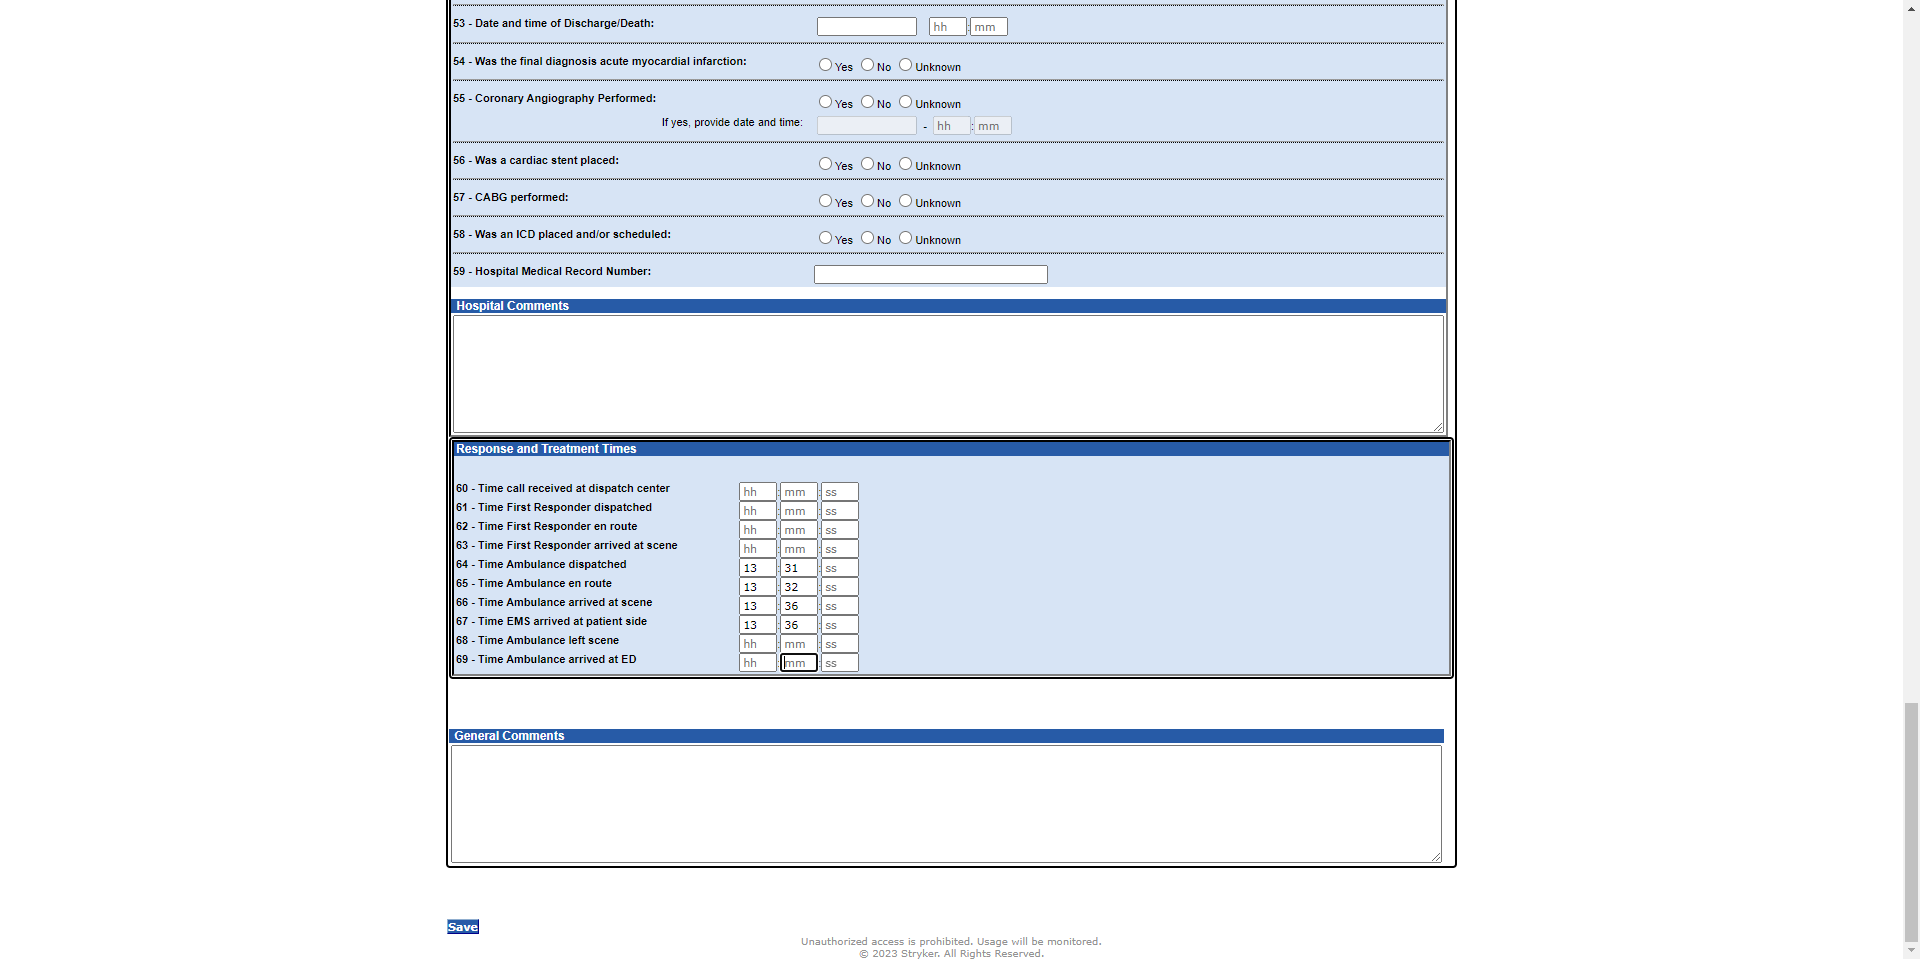 53 - Date and time of Discharge/Death: hh : mm
54 - Was the final diagnosis acute myocardial infarction: Yes No Unknown
55 - Coronary Angiography Performed: Yes No Unknown
If yes, provide date and time: - hh : mm
56 - Was a cardiac stent placed: Yes No Unknown
57 - CABG performed: Yes No Unknown
58 - Was an ICD placed and/or scheduled: Yes No Unknown
59 - Hospital Medical Record Number:
Hospital Comments
Response and Treatment Times
60 - Time call received at dispatch center hh : mm : ss
61 - Time First Responder dispatched hh : mm : ss
62 - Time First Responder en route hh : mm : ss
63 - Time First Responder arrived at scene hh : mm : ss
64 - Time Ambulance dispatched 13 : 31 : ss
65 - Time Ambulance en route 13 : 32 : ss
66 - Time Ambulance arrived at scene 13 : 36 : ss
67 - Time EMS arrived at patient side 13 : 36 : ss
68 - Time Ambulance left scene hh : mm : ss
69 - Time Ambulance arrived at ED hh : mm : ss
General Comments
Save
Unauthorized access is prohibited. Usage will be monitored.
© 2023 Stryker. All Rights Reserved.